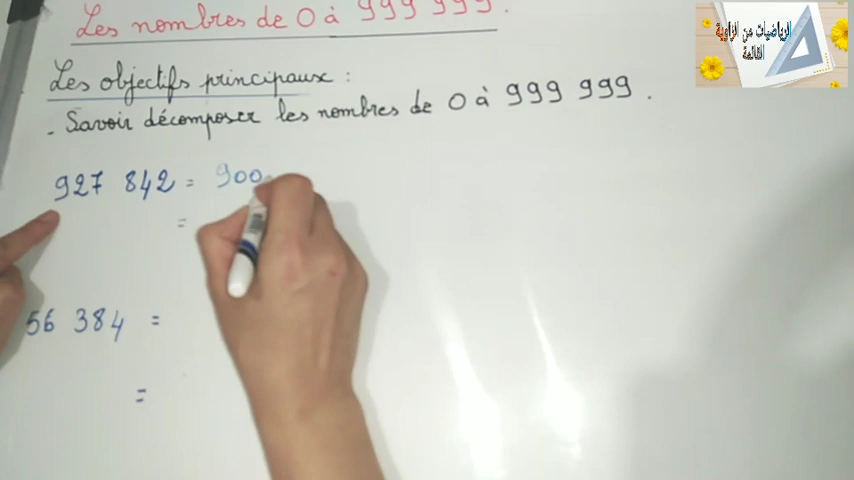 Les nombres de 0 à 999 999.
الرياضيات من الزاوية
القائمة
Les objectifs principaux :
- Savoir décomposer les nombres de 0 à 999 999.
927 842 = 900
=
56 384 =
=